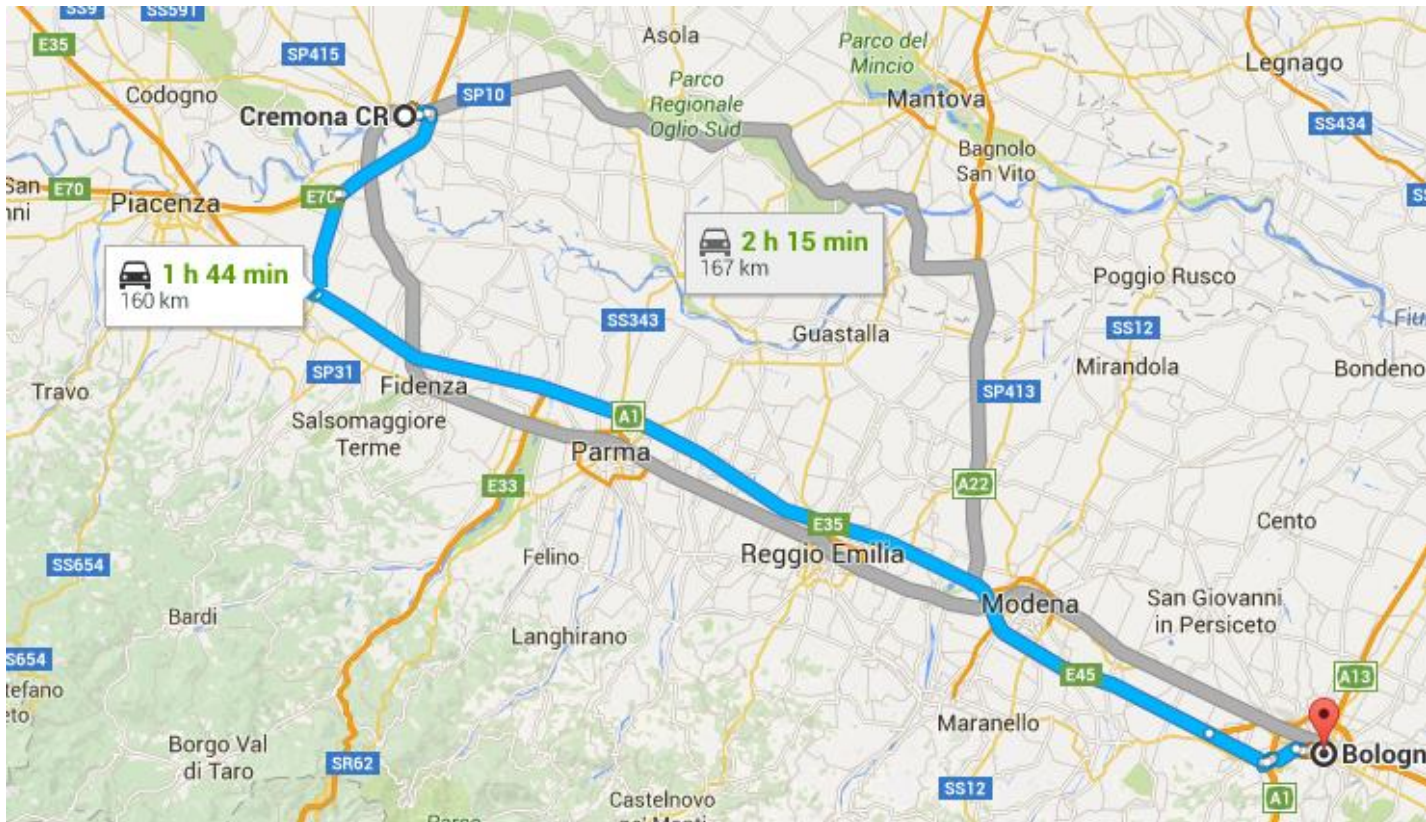 SS9
SS591
E35
SP415
Asola
Parco del
Mincio
Legnago
Codogno
Cremona CR
SP10
Parco
Regionale
Oglio Sud
Mantova
SS434
Bagnolo
San Vito
San
nni
E70
Piacenza
E70
1 h 44 min
160 km
2 h 15 min
167 km
Poggio Rusco
SS343
Guastalla
SS12
Mirandola
Bondeno
Travo
SP31
Fidenza
SP413
Salsomaggiore
Terme
A1
Parma
E33
A22
E35
Cento
Reggio Emilia
Felino
SS654
Bardi
Langhirano
Modena
San Giovanni
in Persiceto
S654
tefano
eto
E45
A13
Maranello
Borgo Val
di Taro
SR62
Bologn
SS12
Castelnovo
A1